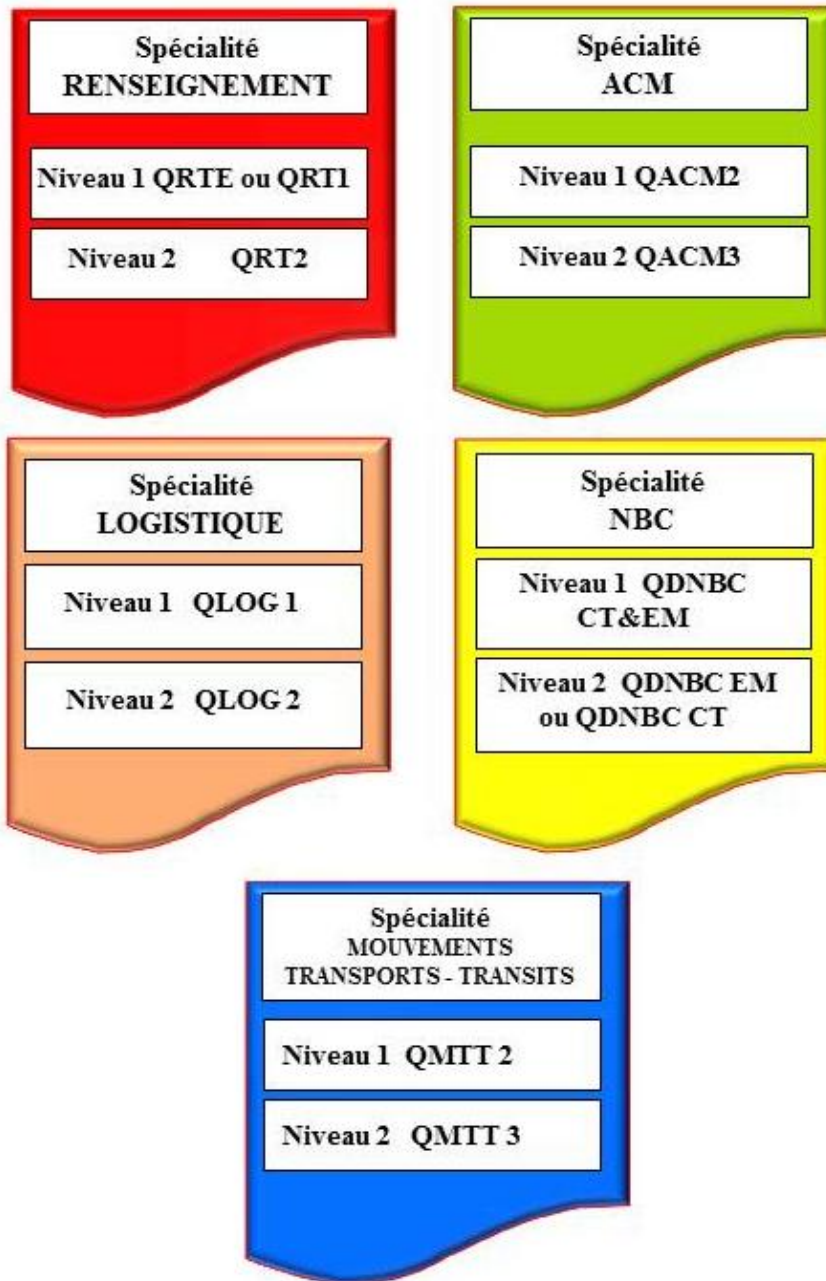 Spécialité
RENSEIGNEMENT
Niveau 1 QRTE ou QRT1
Niveau 2 QRT2
Spécialité
ACM
Niveau 1 QACM2
Niveau 2 QACM3
Spécialité
LOGISTIQUE
Niveau 1 QLOG 1
Niveau 2 QLOG 2
Spécialité
NBC
Niveau 1 QDNBC
CT&EM
Niveau 2 QDNBC EM
ou QDNBC CT
Spécialité
MOUVEMENTS
TRANSPORTS - TRANSITS
Niveau 1 QMTT 2
Niveau 2 QMTT 3